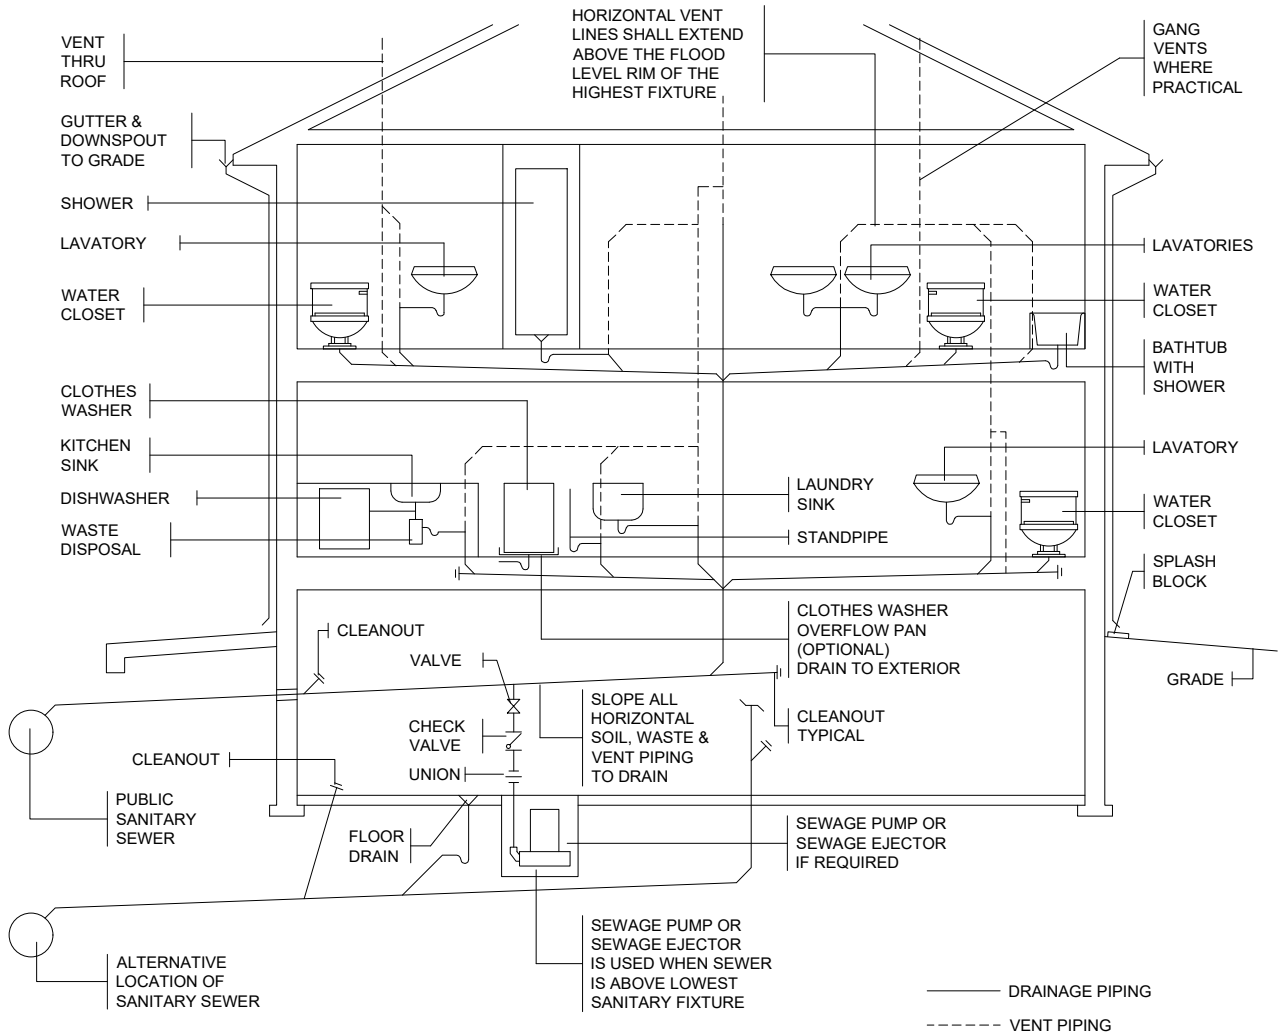 VENT
THRU
ROOF
GUTTER &
DOWNSPOUT
TO GRADE
SHOWER
LAVATORY
WATER
CLOSET
CLOTHES
WASHER
KITCHEN
SINK
DISHWASHER
WASTE
DISPOSAL
HORIZONTAL VENT
LINES SHALL EXTEND
ABOVE THE FLOOD
LEVEL RIM OF THE
HIGHEST FIXTURE
GANG
VENTS
WHERE
PRACTICAL
LAVATORIES
WATER
CLOSET
BATHTUB
WITH
SHOWER
LAVATORY
WATER
CLOSET
SPLASH
BLOCK
GRADE
LAUNDRY
SINK
STANDPIPE
CLOTHES WASHER
OVERFLOW PAN
(OPTIONAL)
DRAIN TO EXTERIOR
CLEANOUT
VALVE
CHECK
VALVE
UNION
SLOPE ALL
HORIZONTAL
SOIL, WASTE &
VENT PIPING
TO DRAIN
CLEANOUT
TYPICAL
CLEANOUT
PUBLIC
SANITARY
SEWER
FLOOR
DRAIN
SEWAGE PUMP OR
SEWAGE EJECTOR
IF REQUIRED
ALTERNATIVE
LOCATION OF
SANITARY SEWER
SEWAGE PUMP OR
SEWAGE EJECTOR
IS USED WHEN SEWER
IS ABOVE LOWEST
SANITARY FIXTURE
DRAINAGE PIPING
VENT PIPING